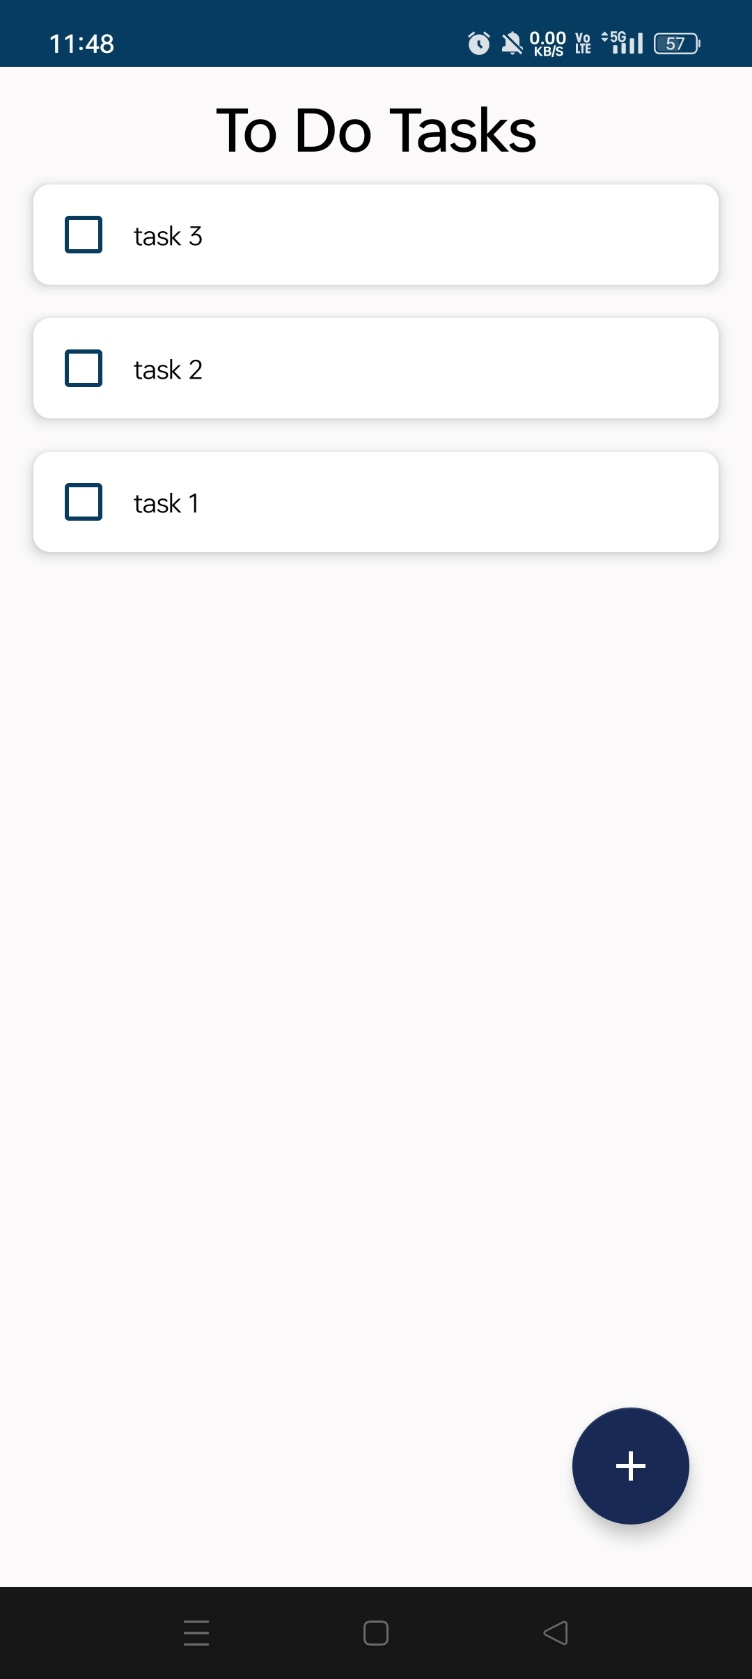 11:48 0.00 KB/S Vo LTE 5G 57
To Do Tasks
task 3
task 2
task 1